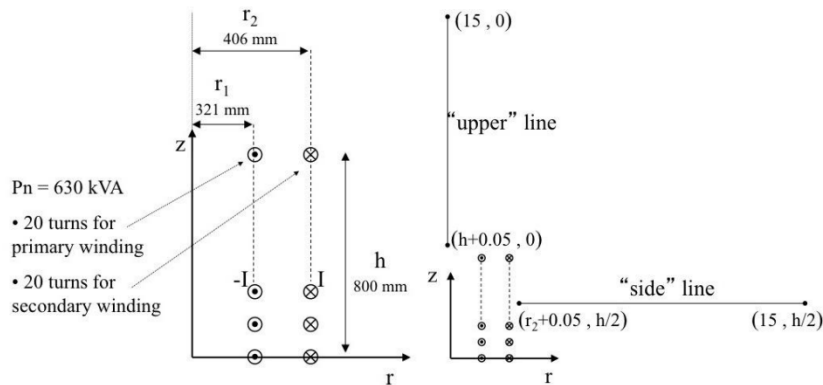 r2
406 mm
r1
321 mm
z
Pn = 630 kVA
• 20 turns for
primary winding
• 20 turns for
secondary winding
-I
I
h
800 mm
r
(15 , 0)
“upper” line
(h+0.05 , 0)
z
“side” line
(r2+0.05 , h/2)
(15 , h/2)
r